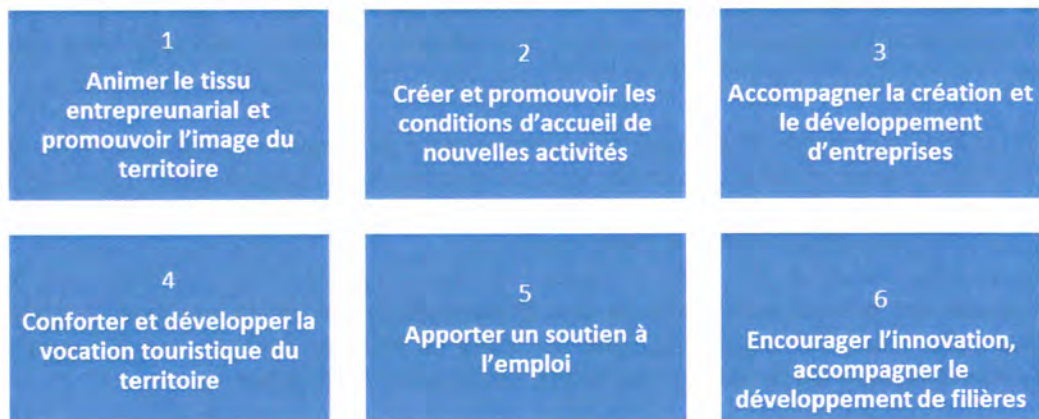 1
Animer le tissu
entrepreunarial et
promouvoir l'image du
territoire
2
Créer et promouvoir les
conditions d'accueil de
nouvelles activités
3
Accompagner la création et
le développement
d'entreprises
4
Conforter et développer la
vocation touristique du
territoire
5
Apporter un soutien à
l'emploi
6
Encourager l'innovation,
accompagner le
développement de filières